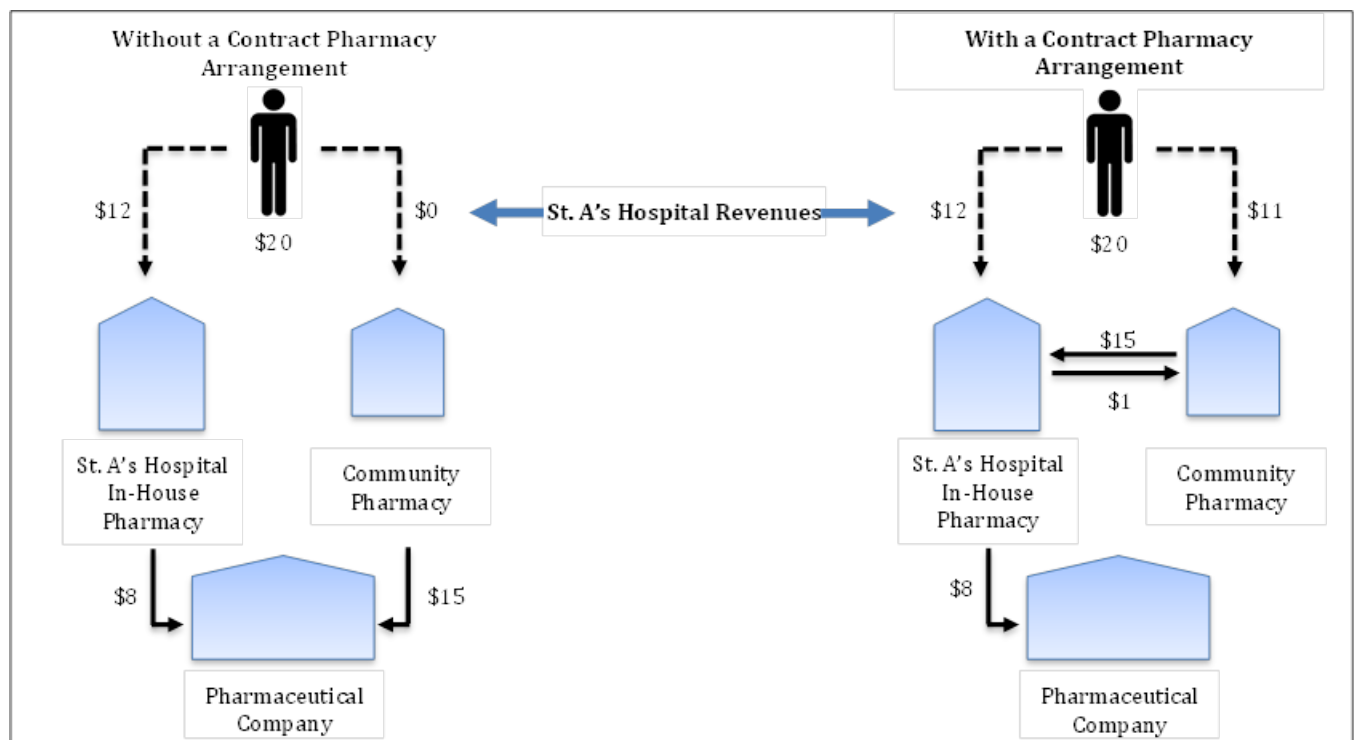 Without a Contract Pharmacy
Arrangement
$12
$0
$20
St. A's Hospital
In-House
Pharmacy
Community
Pharmacy
$8
$15
Pharmaceutical
Company
St. A's Hospital Revenues
With a Contract Pharmacy
Arrangement
$12
$11
$20
$15
$1
St. A's Hospital
In-House
Pharmacy
Community
Pharmacy
$8
Pharmaceutical
Company